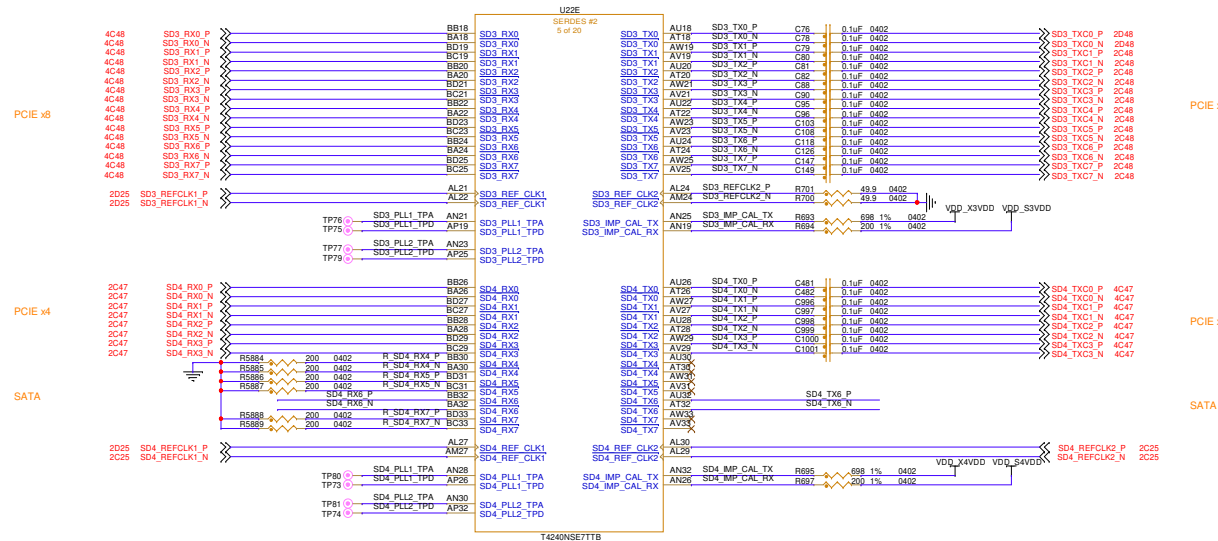 U22E
SERDES #2
5 of 20
4C48 SD3_RX0_P BB18 SD3_RX0 SD3_TX0 AU18 SD3_TX0_P C76 0.1uF 0402 SD3_TXC0_P 2D48
4C48 SD3_RX0_N BA18 SD3_RX0 SD3_TX0 AT18 SD3_TX0_N C78 0.1uF 0402 SD3_TXC0_N 2D48
4C48 SD3_RX1_P BD19 SD3_RX1 SD3_TX1 AW19 SD3_TX1_P C79 0.1uF 0402 SD3_TXC1_P 2C48
4C48 SD3_RX1_N BC19 SD3_RX1 SD3_TX1 AV19 SD3_TX1_N C80 0.1uF 0402 SD3_TXC1_N 2C48
4C48 SD3_RX2_P BB20 SD3_RX2 SD3_TX2 AU20 SD3_TX2_P C81 0.1uF 0402 SD3_TXC2_P 2C48
4C48 SD3_RX2_N BA20 SD3_RX2 SD3_TX2 AT20 SD3_TX2_N C82 0.1uF 0402 SD3_TXC2_N 2C48
4C48 SD3_RX3_P BD21 SD3_RX3 SD3_TX3 AW21 SD3_TX3_P C88 0.1uF 0402 SD3_TXC3_P 2C48
4C48 SD3_RX3_N BC21 SD3_RX3 SD3_TX3 AV21 SD3_TX3_N C90 0.1uF 0402 SD3_TXC3_N 2C48
4C48 SD3_RX4_P BB22 SD3_RX4 SD3_TX4 AU22 SD3_TX4_P C95 0.1uF 0402 SD3_TXC4_P 2C48
PCIE x8 4C48 SD3_RX4_N BA22 SD3_RX4 SD3_TX4 AT22 SD3_TX4_N C96 0.1uF 0402 SD3_TXC4_N 2C48 PCIE
4C48 SD3_RX5_P BD23 SD3_RX5 SD3_TX5 AW23 SD3_TX5_P C103 0.1uF 0402 SD3_TXC5_P 2C48
4C48 SD3_RX5_N BC23 SD3_RX5 SD3_TX5 AV23 SD3_TX5_N C108 0.1uF 0402 SD3_TXC5_N 2C48
4C48 SD3_RX6_P BB24 SD3_RX6 SD3_TX6 AU24 SD3_TX6_P C118 0.1uF 0402 SD3_TXC6_P 2C48
4C48 SD3_RX6_N BA24 SD3_RX6 SD3_TX6 AT24 SD3_TX6_N C126 0.1uF 0402 SD3_TXC6_N 2C48
4C48 SD3_RX7_P BD25 SD3_RX7 SD3_TX7 AW25 SD3_TX7_P C147 0.1uF 0402 SD3_TXC7_P 2C48
4C48 SD3_RX7_N BC25 SD3_RX7 SD3_TX7 AV25 SD3_TX7_N C149 0.1uF 0402 SD3_TXC7_N 2C48
2D25 SD3_REFCLK1_P AL21 SD3_REF_CLK1 SD3_REF_CLK2 AL24 SD3_REFCLK2_P R701 49.9 0402
2D25 SD3_REFCLK1_N AL22 SD3_REF_CLK1 SD3_REF_CLK2 AM24 SD3_REFCLK2_N R700 49.9 0402
VDD_X3VDD VDD_S3VDD
TP76 SD3_PLL1_TPA AN21 SD3_PLL1_TPA SD3_IMP_CAL_TX AN25 SD3_IMP_CAL_TX R693 698 1% 0402
TP75 SD3_PLL1_TPD AP19 SD3_PLL1_TPD SD3_IMP_CAL_RX AN19 SD3_IMP_CAL_RX R694 200 1% 0402
TP77 SD3_PLL2_TPA AN23 SD3_PLL2_TPA
TP79 SD3_PLL2_TPD AP25 SD3_PLL2_TPD
2C47 SD4_RX0_P BB26 SD4_RX0 SD4_TX0 AU26 SD4_TX0_P C481 0.1uF 0402 SD4_TXC0_P 4C47
2C47 SD4_RX0_N BA26 SD4_RX0 SD4_TX0 AT26 SD4_TX0_N C482 0.1uF 0402 SD4_TXC0_N 4C47
2C47 SD4_RX1_P BD27 SD4_RX1 SD4_TX1 AW27 SD4_TX1_P C996 0.1uF 0402 SD4_TXC1_P 4C47
PCIE x4 2C47 SD4_RX1_N BC27 SD4_RX1 SD4_TX1 AV27 SD4_TX1_N C997 0.1uF 0402 SD4_TXC1_N 4C47 PCIE
2C47 SD4_RX2_P BB28 SD4_RX2 SD4_TX2 AU28 SD4_TX2_P C998 0.1uF 0402 SD4_TXC2_P 4C47
2C47 SD4_RX2_N BA28 SD4_RX2 SD4_TX2 AT28 SD4_TX2_N C999 0.1uF 0402 SD4_TXC2_N 4C47
2C47 SD4_RX3_P BD29 SD4_RX3 SD4_TX3 AW29 SD4_TX3_P C1000 0.1uF 0402 SD4_TXC3_P 4C47
2C47 SD4_RX3_N BC29 SD4_RX3 SD4_TX3 AV29 SD4_TX3_N C1001 0.1uF 0402 SD4_TXC3_N 4C47
R5884 200 0402 R_SD4_RX4_P BB30 SD4_RX4 SD4_TX4 AU30
R5885 200 0402 R_SD4_RX4_N BA30 SD4_RX4 SD4_TX4 AT30
R5886 200 0402 R_SD4_RX5_P BD31 SD4_RX5 SD4_TX5 AW31
R5887 200 0402 R_SD4_RX5_N BC31 SD4_RX5 SD4_TX5 AV31
SATA SD4_RX6_P BB32 SD4_RX6 SD4_TX6 AU32 SD4_TX6_P SATA
SD4_RX6_N BA32 SD4_RX6 SD4_TX6 AT32 SD4_TX6_N
R5888 200 0402 R_SD4_RX7_P BD33 SD4_RX7 SD4_TX7 AW33
R5889 200 0402 R_SD4_RX7_N BC33 SD4_RX7 SD4_TX7 AV33
2D25 SD4_REFCLK1_P AL27 SD4_REF_CLK1 SD4_REF_CLK2 AL30 SD4_REFCLK2_P 2C25
2C25 SD4_REFCLK1_N AM27 SD4_REF_CLK1 SD4_REF_CLK2 AL29 SD4_REFCLK2_N 2C25
VDD_X4VDD VDD_S4VDD
TP80 SD4_PLL1_TPA AN28 SD4_PLL1_TPA SD4_IMP_CAL_TX AN32 SD4_IMP_CAL_TX R695 698 1% 0402
TP73 SD4_PLL1_TPD AP26 SD4_PLL1_TPD SD4_IMP_CAL_RX AN26 SD4_IMP_CAL_RX R697 200 1% 0402
TP81 SD4_PLL2_TPA AN30 SD4_PLL2_TPA
TP74 SD4_PLL2_TPD AP32 SD4_PLL2_TPD
T4240NSE7TTB